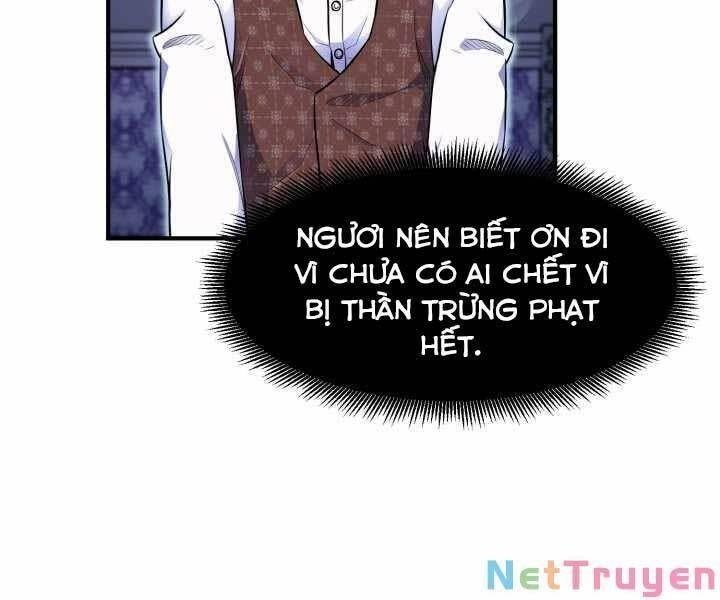 NGƯƠI NÊN BIẾT ƠN ĐI
VÌ CHƯA CÓ AI CHẾT VÌ
BỊ THẦN TRỪNG PHẠT
HẾT.
NetTruyen